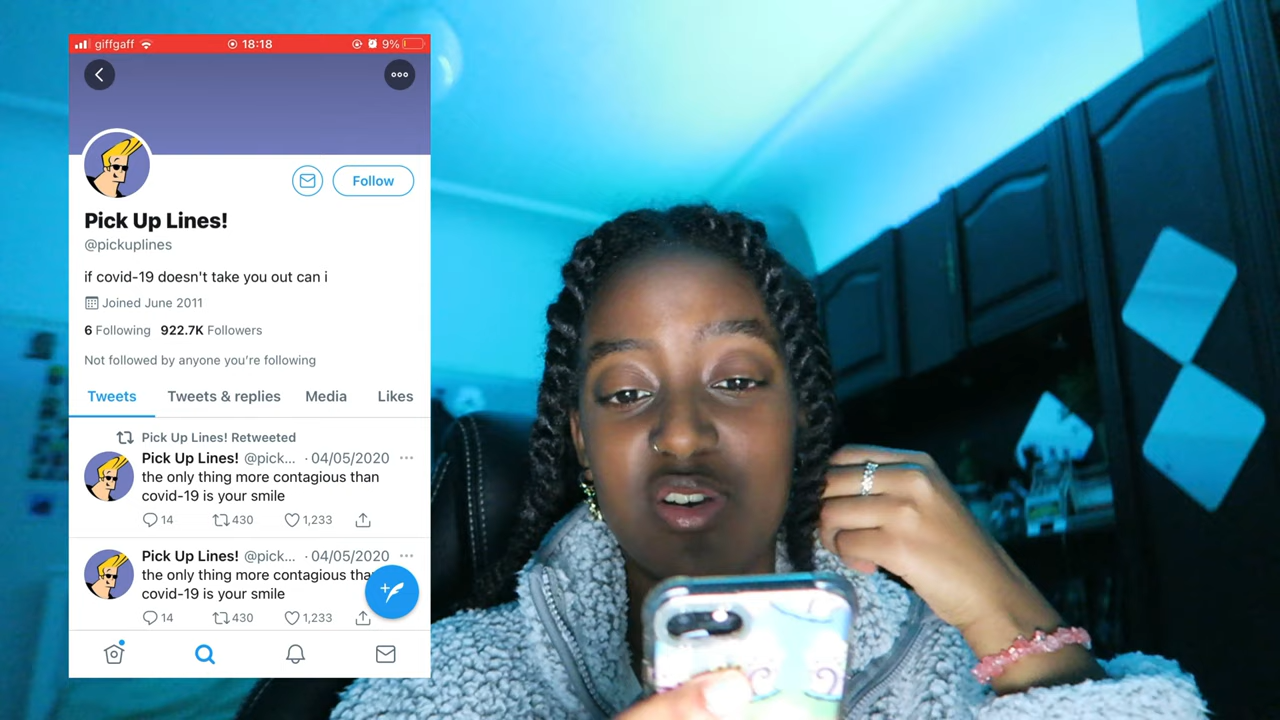 giffgaff 18:18 9%
Follow
Pick Up Lines!
@pickuplines
if covid-19 doesn't take you out can i
Joined June 2011
6 Following 922.7K Followers
Not followed by anyone you're following
Tweets Tweets & replies Media Likes
Pick Up Lines! Retweeted
Pick Up Lines! @pick... · 04/05/2020
the only thing more contagious than
covid-19 is your smile
14 430 1,233
Pick Up Lines! @pick... · 04/05/2020
the only thing more contagious tha
covid-19 is your smile
14 430 1,233